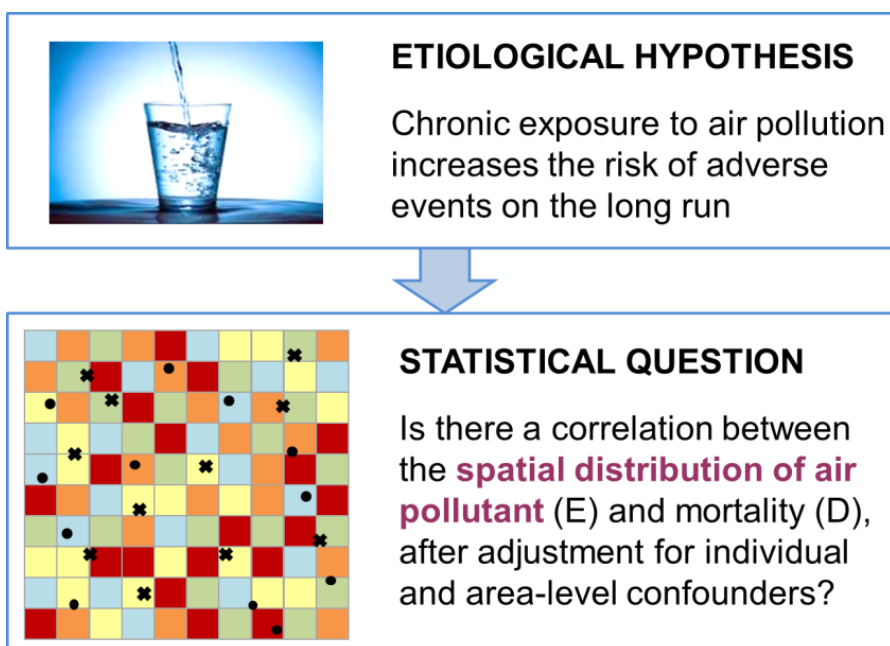 ETIOLOGICAL HYPOTHESIS
Chronic exposure to air pollution
increases the risk of adverse
events on the long run
STATISTICAL QUESTION
Is there a correlation between
the spatial distribution of air
pollutant (E) and mortality (D),
after adjustment for individual
and area-level confounders?